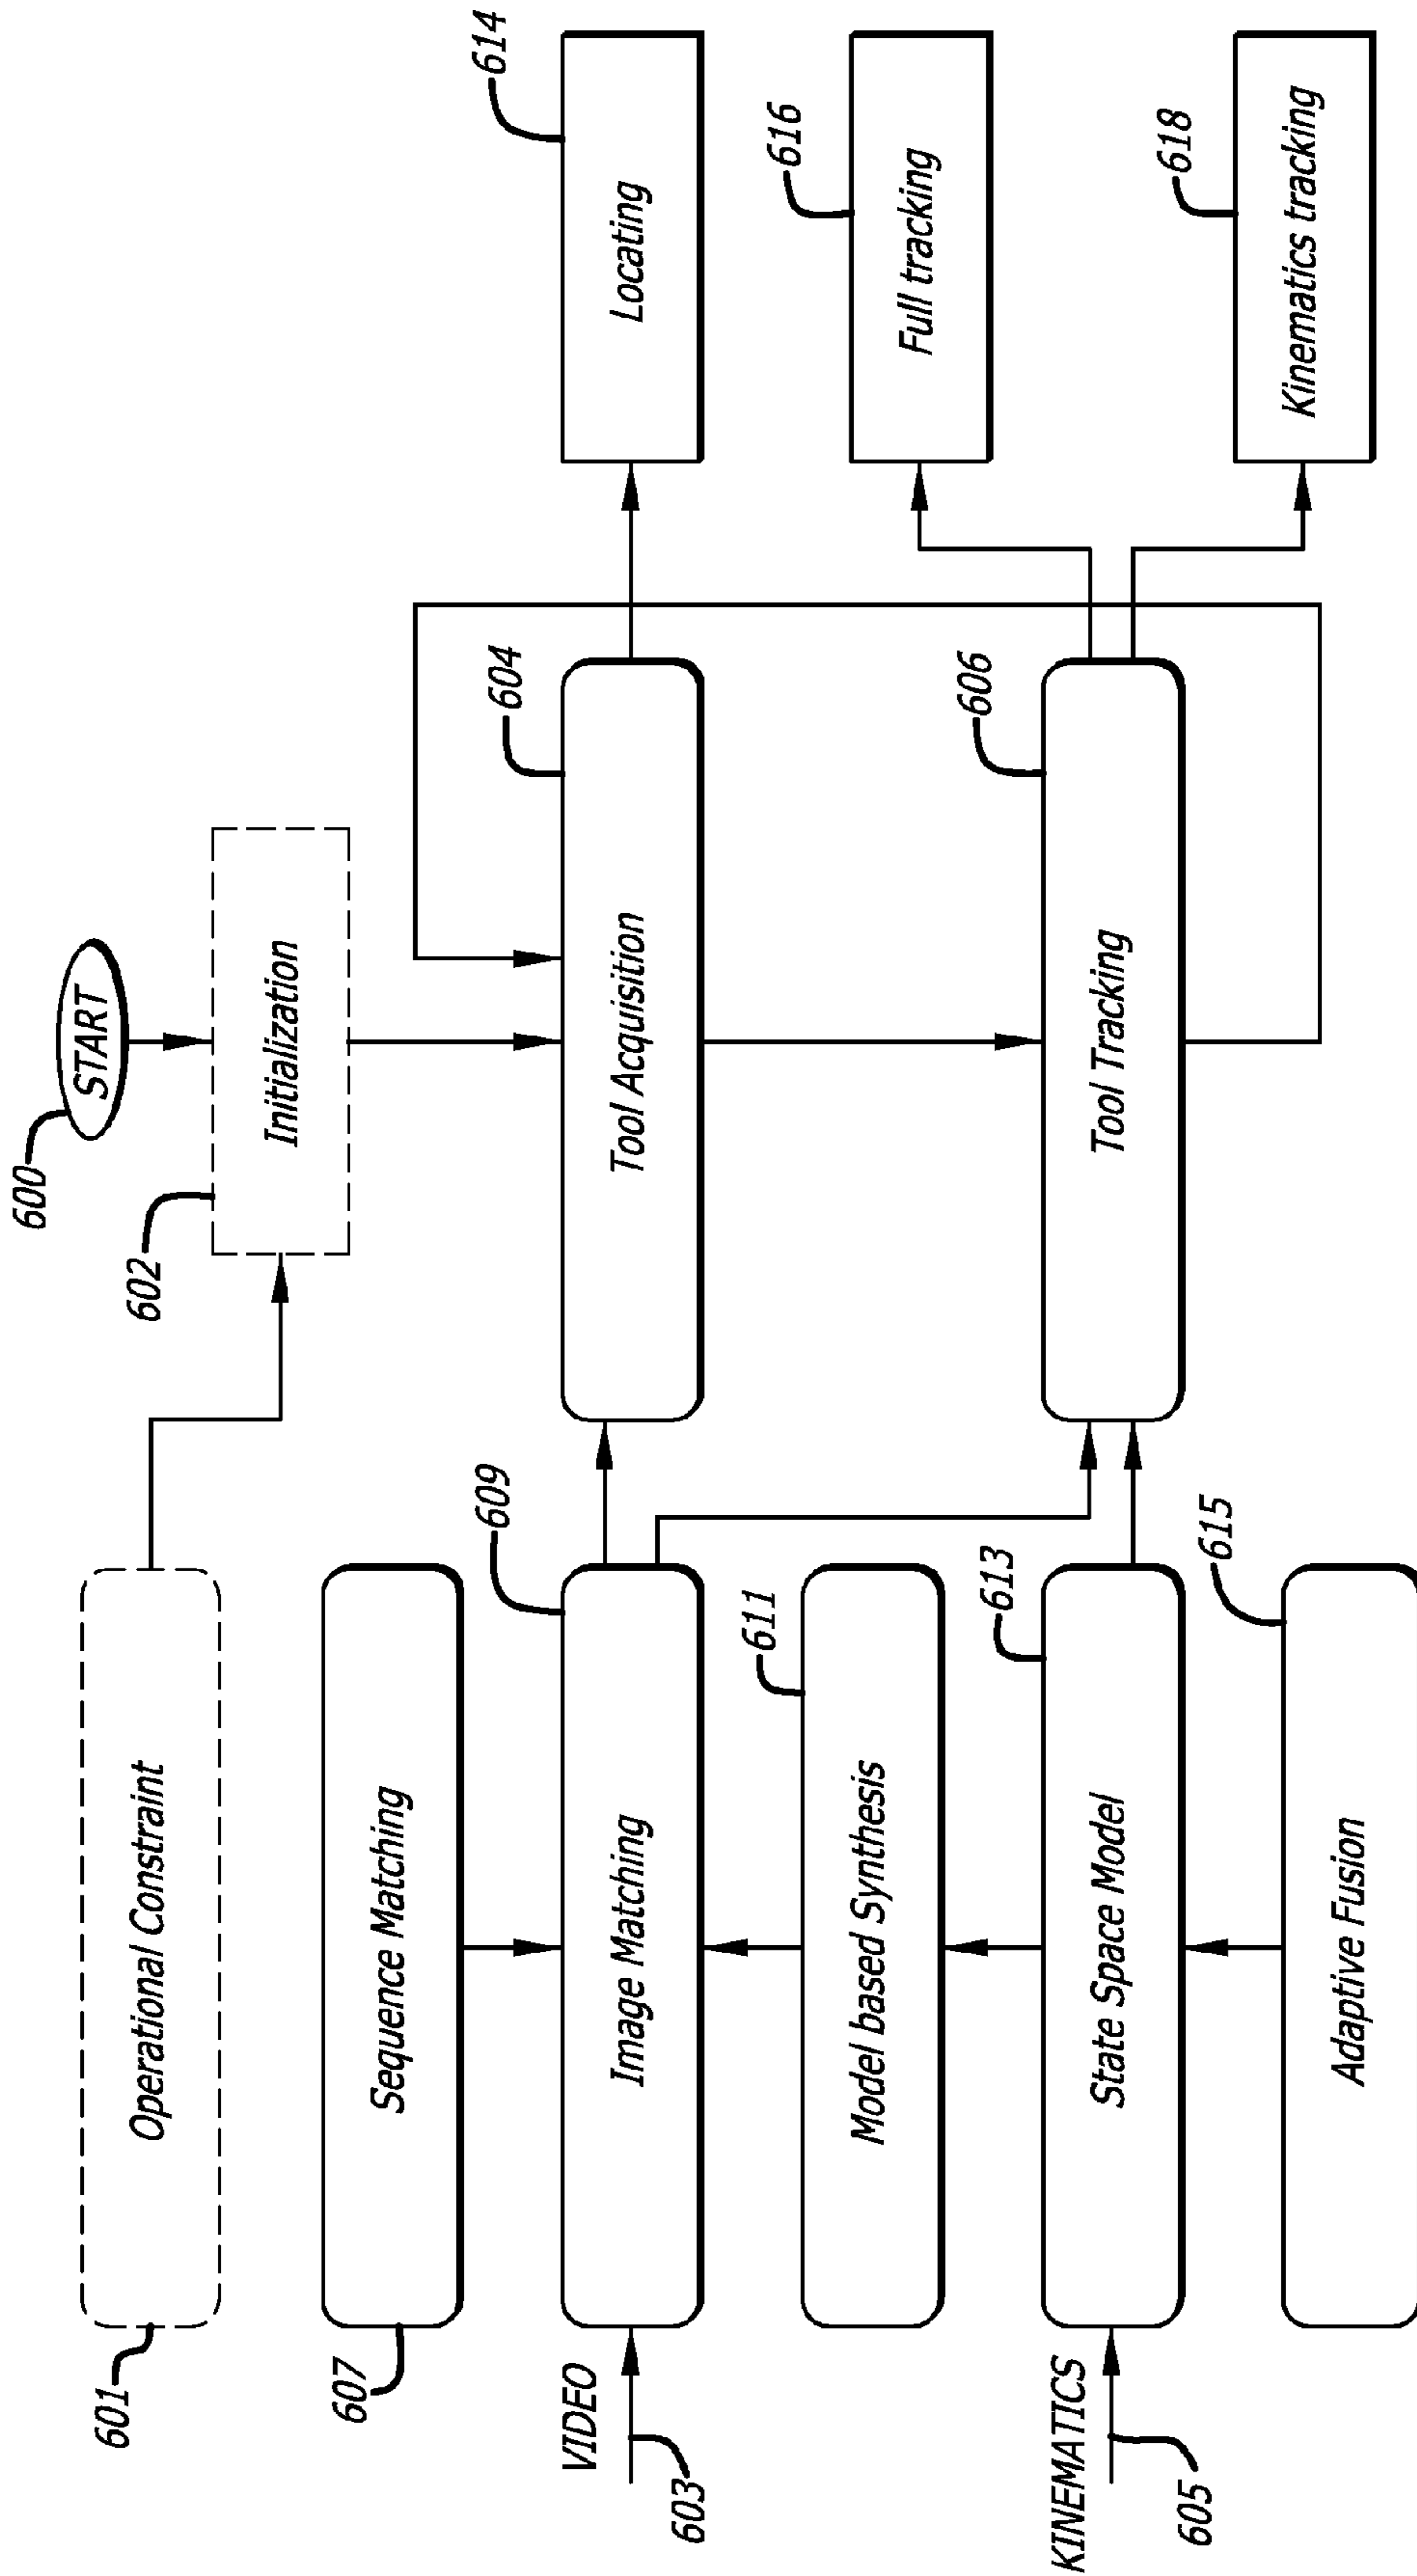 600
START
601
Operational Constraint
602
Initialization
607
Sequence Matching
609
604
614
VIDEO
603
Image Matching
Tool Acquisition
Locating
611
Model based Synthesis
616
Full tracking
613
606
KINEMATICS
605
State Space Model
Tool Tracking
618
Kinematics tracking
615
Adaptive Fusion